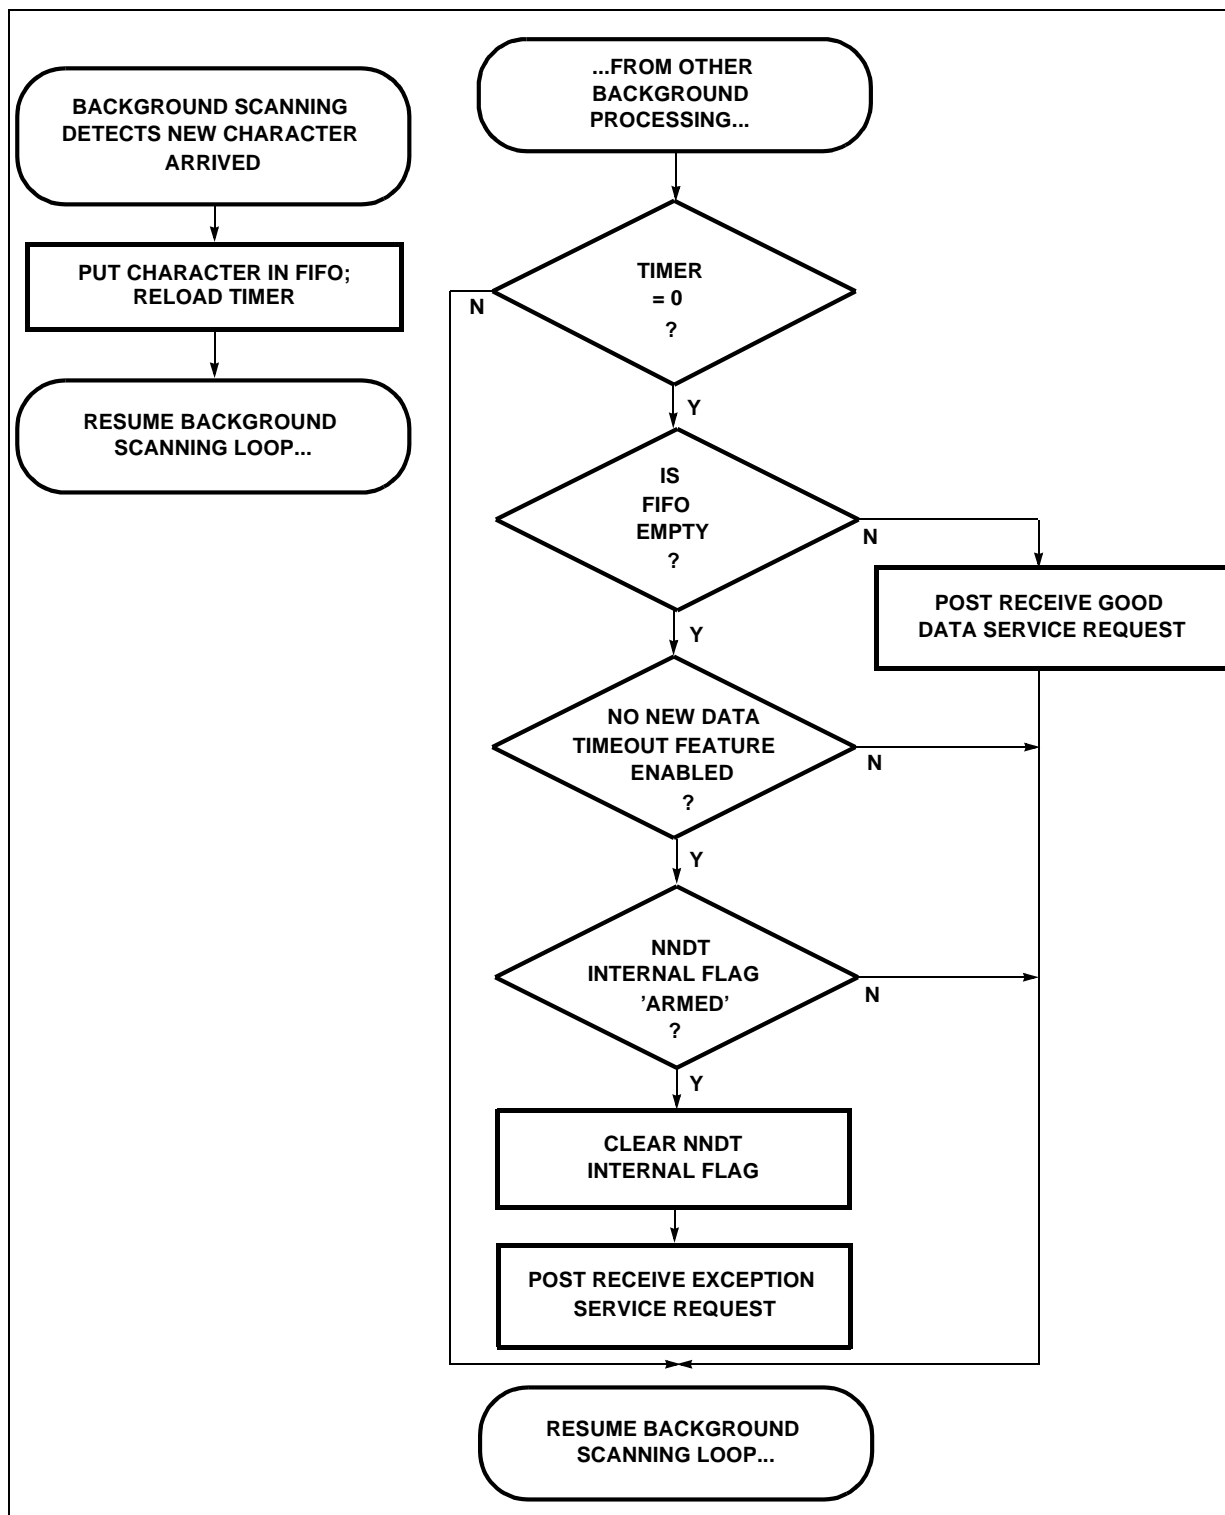 BACKGROUND SCANNING
DETECTS NEW CHARACTER
ARRIVED
PUT CHARACTER IN FIFO;
RELOAD TIMER
RESUME BACKGROUND
SCANNING LOOP...
...FROM OTHER
BACKGROUND
PROCESSING...
TIMER
= 0
?
N
Y
IS
FIFO
EMPTY
?
N
POST RECEIVE GOOD
DATA SERVICE REQUEST
Y
NO NEW DATA
TIMEOUT FEATURE
ENABLED
?
N
Y
NNDT
INTERNAL FLAG
’ARMED’
?
N
Y
CLEAR NNDT
INTERNAL FLAG
POST RECEIVE EXCEPTION
SERVICE REQUEST
RESUME BACKGROUND
SCANNING LOOP...